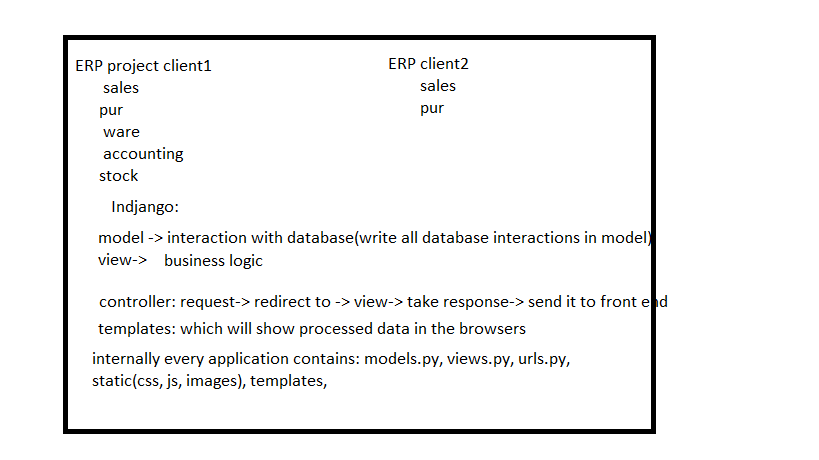 ERP project client1
sales
pur
ware
accounting
stock
ERP client2
sales
pur
Indjango:
model -> interaction with database(write all database interactions in model)
view-> business logic
controller: request-> redirect to -> view-> take response-> send it to front end
templates: which will show processed data in the browsers
internally every application contains: models.py, views.py, urls.py,
static(css, js, images), templates,